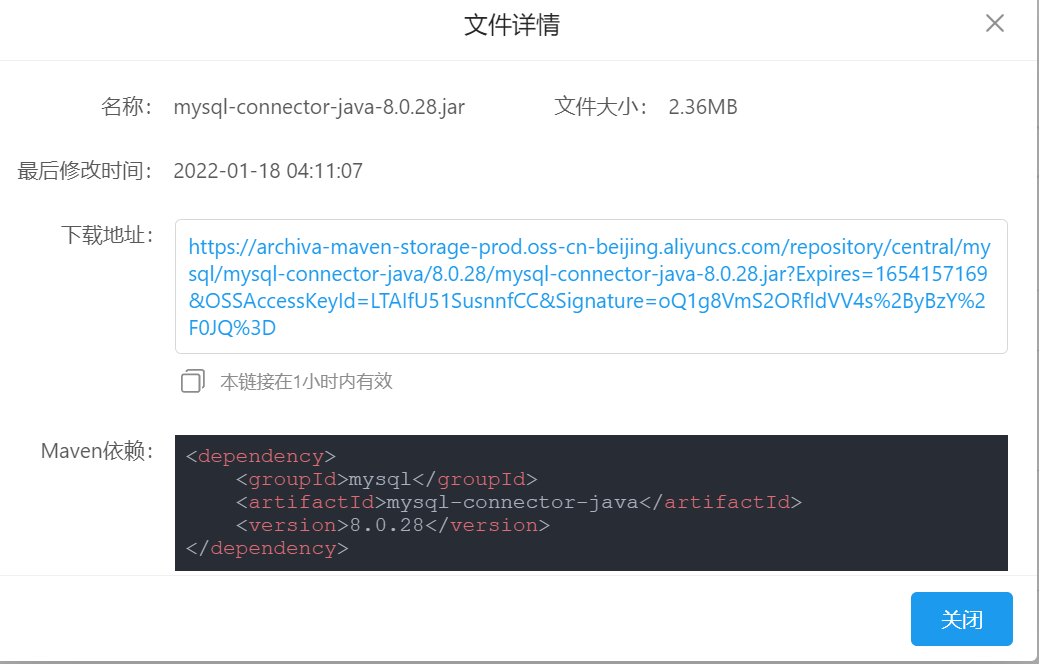 文件详情
名称： mysql-connector-java-8.0.28.jar 文件大小： 2.36MB
最后修改时间： 2022-01-18 04:11:07
下载地址： https://archiva-maven-storage-prod.oss-cn-beijing.aliyuncs.com/repository/central/my
sql/mysql-connector-java/8.0.28/mysql-connector-java-8.0.28.jar?Expires=1654157169
&OSSAccessKeyId=LTAIfU51SusnnfCC&Signature=oQ1g8VmS2ORfIdVV4s%2ByBzY%2
F0JQ%3D
本链接在1小时内有效
Maven依赖： <dependency>
<groupId>mysql</groupId>
<artifactId>mysql-connector-java</artifactId>
<version>8.0.28</version>
</dependency>
关闭